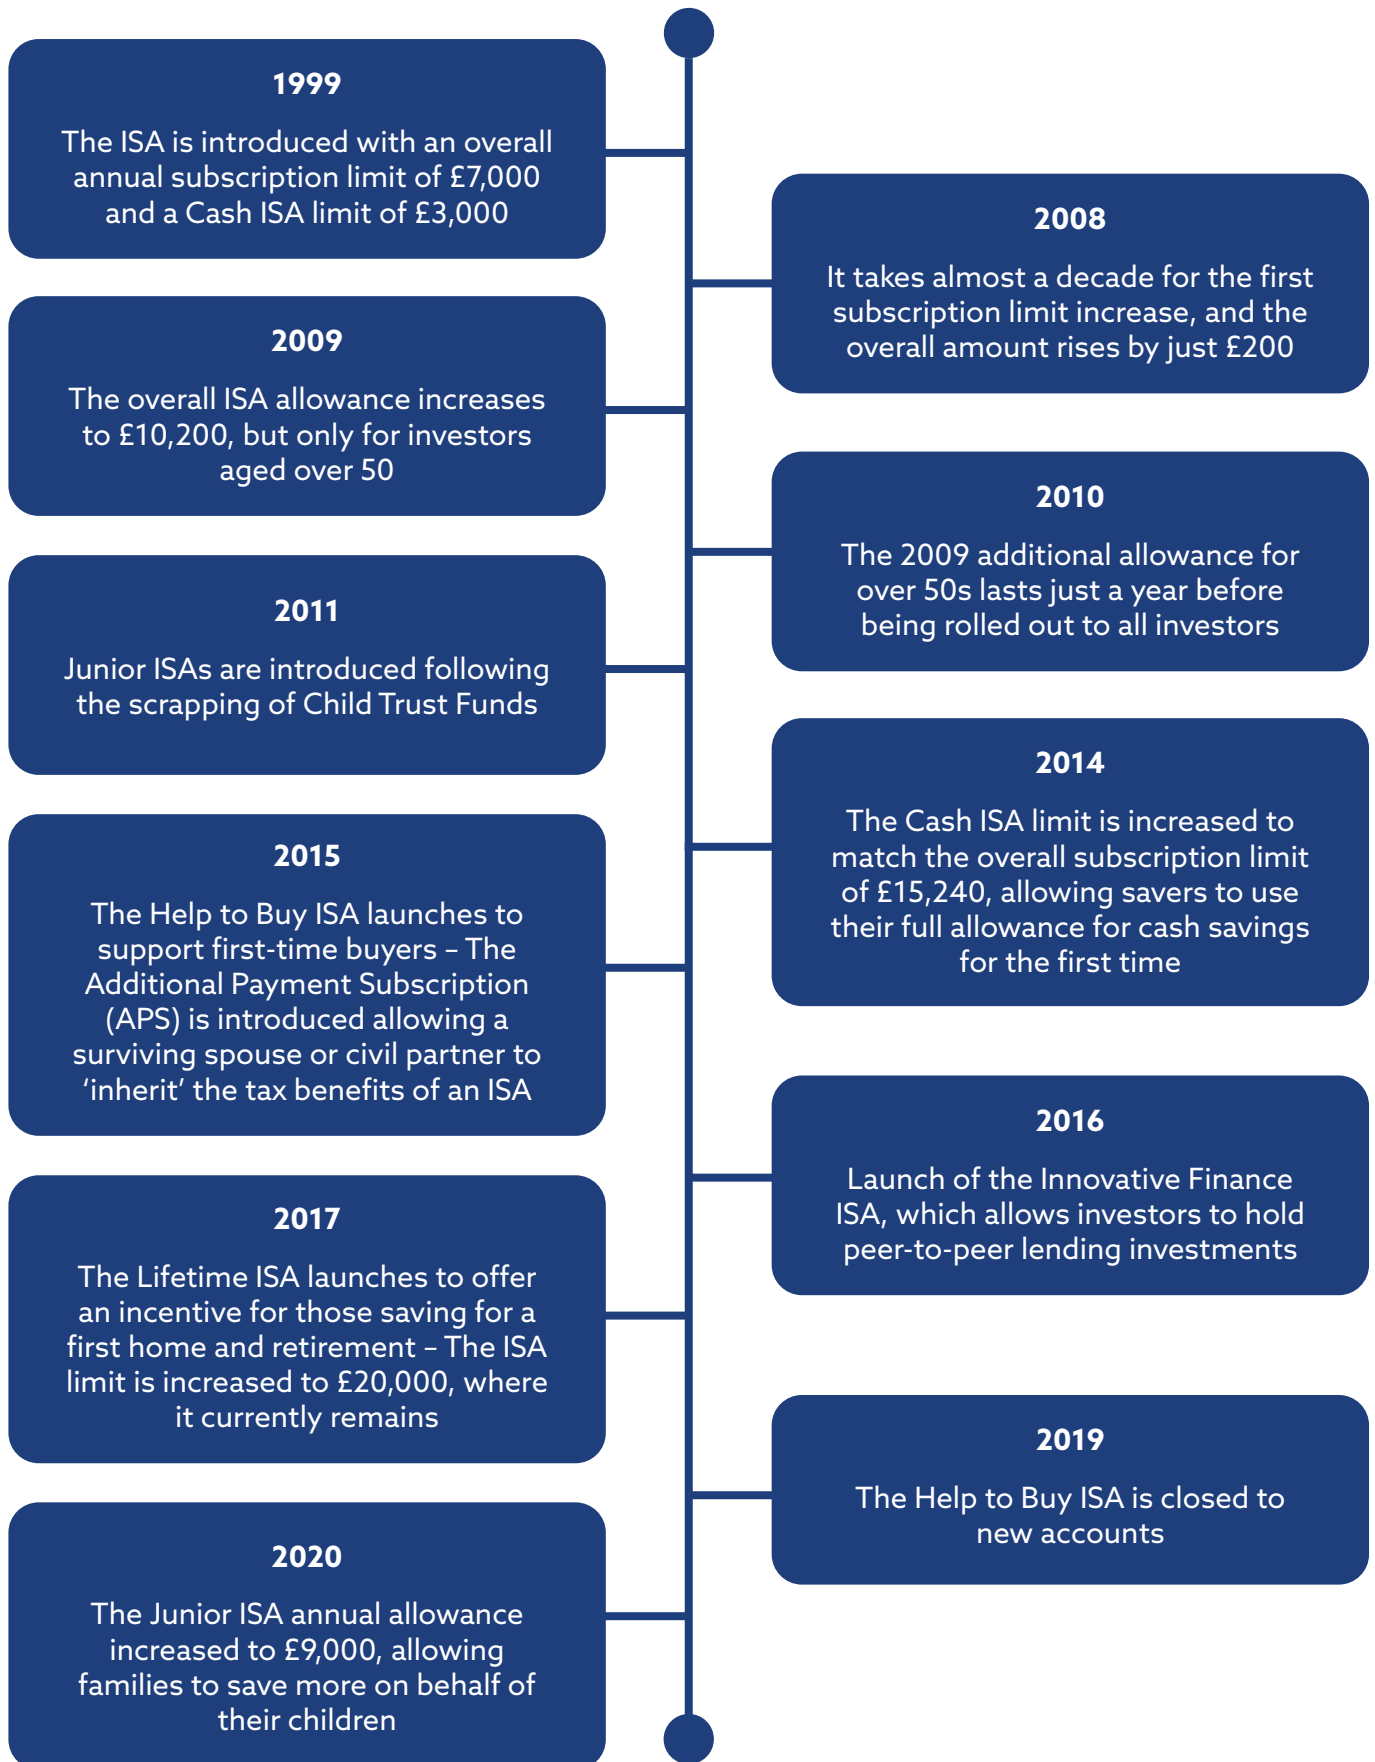 1999
The ISA is introduced with an overall
annual subscription limit of £7,000
and a Cash ISA limit of £3,000
2008
It takes almost a decade for the first
subscription limit increase, and the
overall amount rises by just £200
2009
The overall ISA allowance increases
to £10,200, but only for investors
aged over 50
2010
The 2009 additional allowance for
over 50s lasts just a year before
being rolled out to all investors
2011
Junior ISAs are introduced following
the scrapping of Child Trust Funds
2014
The Cash ISA limit is increased to
match the overall subscription limit
of £15,240, allowing savers to use
their full allowance for cash savings
for the first time
2015
The Help to Buy ISA launches to
support first-time buyers – The
Additional Payment Subscription
(APS) is introduced allowing a
surviving spouse or civil partner to
‘inherit’ the tax benefits of an ISA
2016
Launch of the Innovative Finance
ISA, which allows investors to hold
peer-to-peer lending investments
2017
The Lifetime ISA launches to offer
an incentive for those saving for a
first home and retirement – The ISA
limit is increased to £20,000, where
it currently remains
2019
The Help to Buy ISA is closed to
new accounts
2020
The Junior ISA annual allowance
increased to £9,000, allowing
families to save more on behalf of
their children